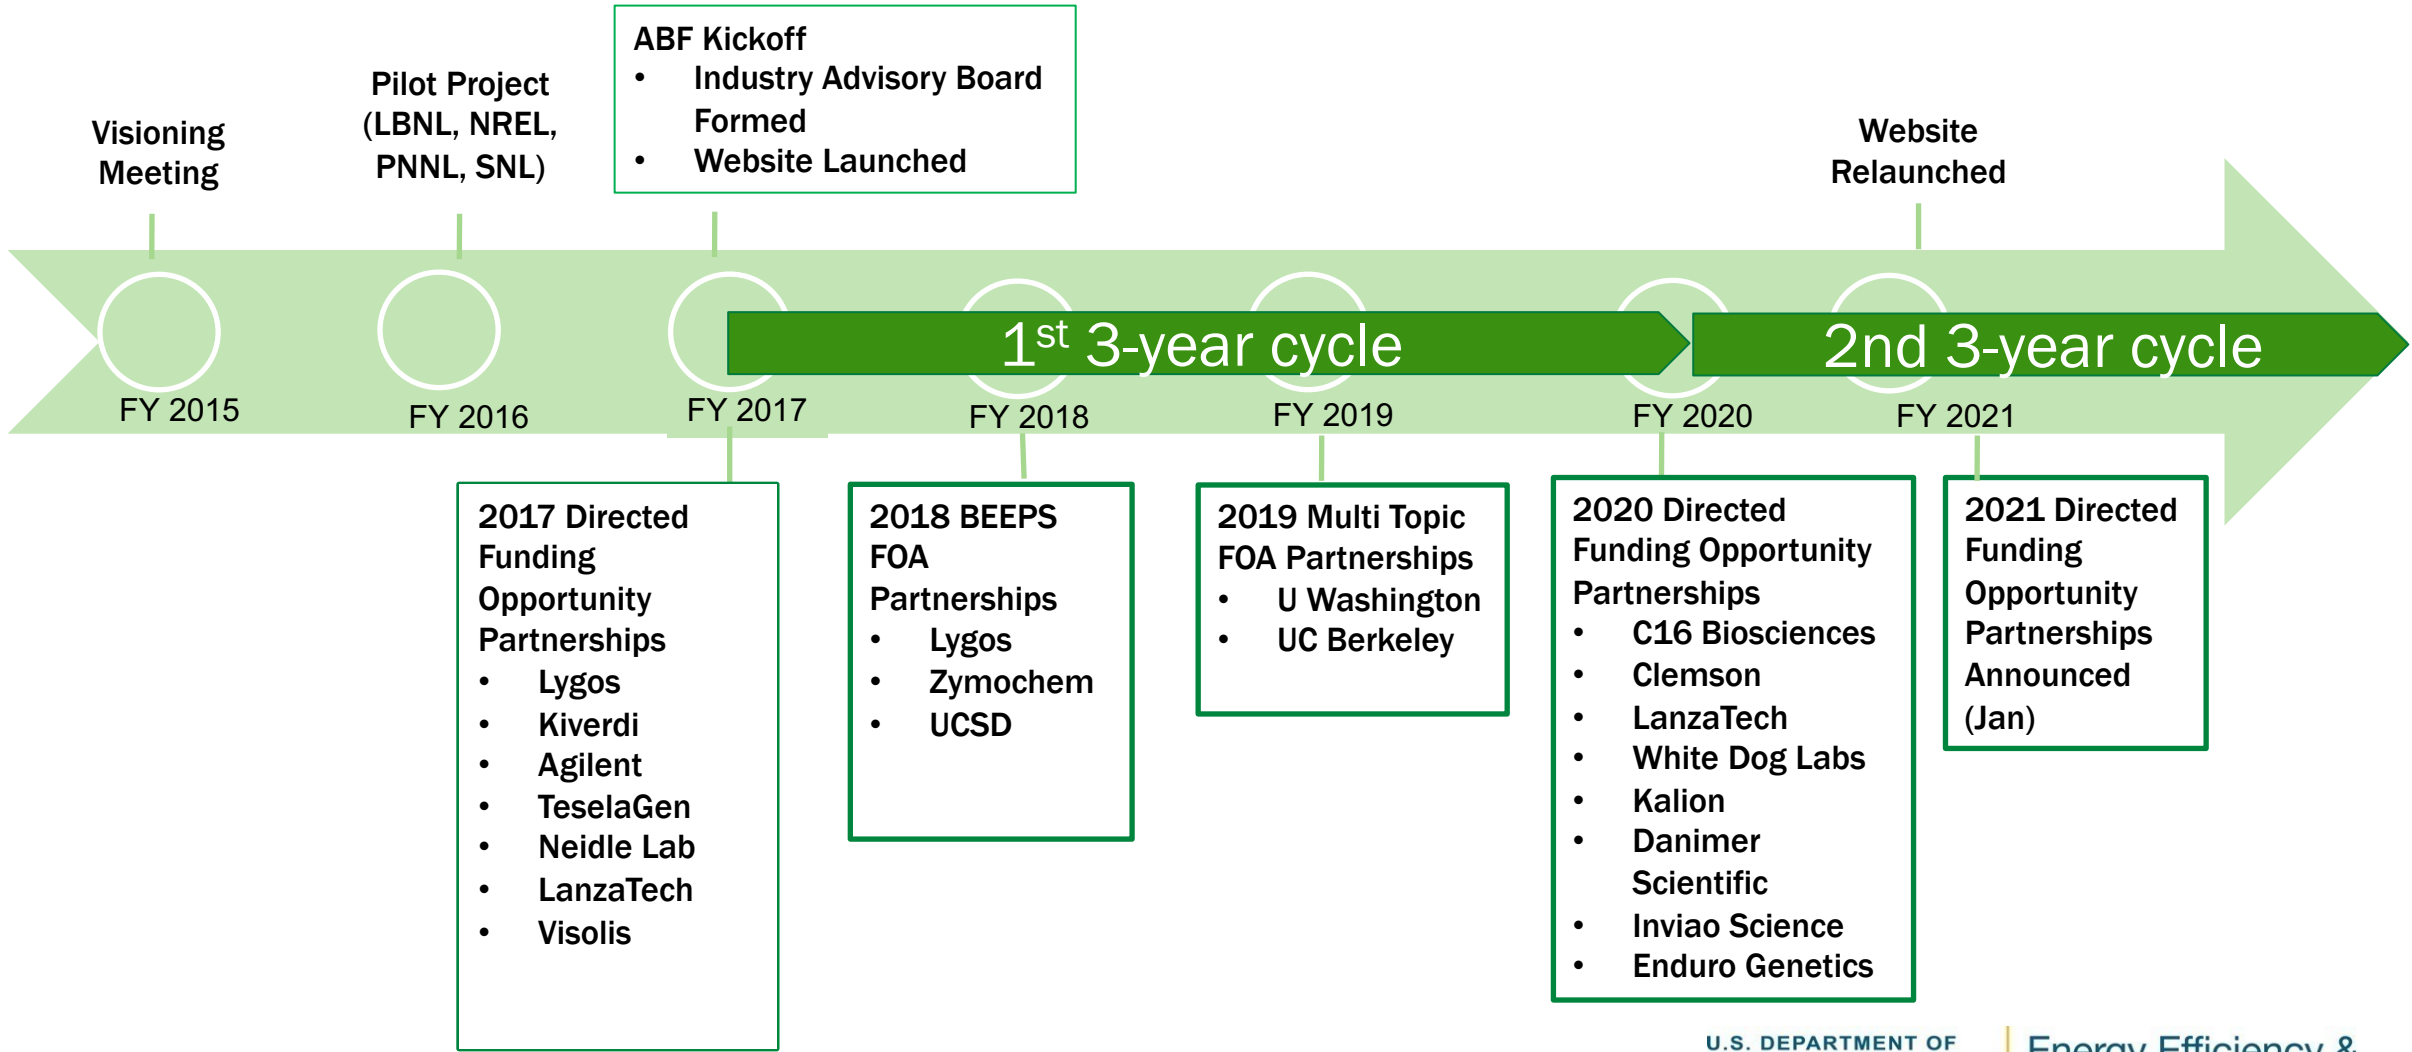 Visioning
Meeting
Pilot Project
(LBNL, NREL,
PNNL, SNL)
ABF Kickoff
• Industry Advisory Board
Formed
• Website Launched
Website
Relaunched
1st 3-year cycle
2nd 3-year cycle
FY 2015
FY 2016
FY 2017
FY 2018
FY 2019
FY 2020
FY 2021
2017 Directed
Funding
Opportunity
Partnerships
• Lygos
• Kiverdi
• Agilent
• TeselaGen
• Neidle Lab
• LanzaTech
• Visolis
2018 BEEPS
FOA
Partnerships
• Lygos
• Zymochem
• UCSD
2019 Multi Topic
FOA Partnerships
• U Washington
• UC Berkeley
2020 Directed
Funding Opportunity
Partnerships
• C16 Biosciences
• Clemson
• LanzaTech
• White Dog Labs
• Kalion
• Danimer
Scientific
• Inviao Science
• Enduro Genetics
2021 Directed
Funding
Opportunity
Partnerships
Announced
(Jan)
U.S. DEPARTMENT OF
Energy Efficiency &